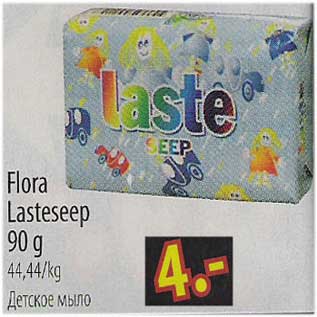 laste
SEEP
Flora
Lasteseep
90 g
44,44/kg
Детское мыло
4.-